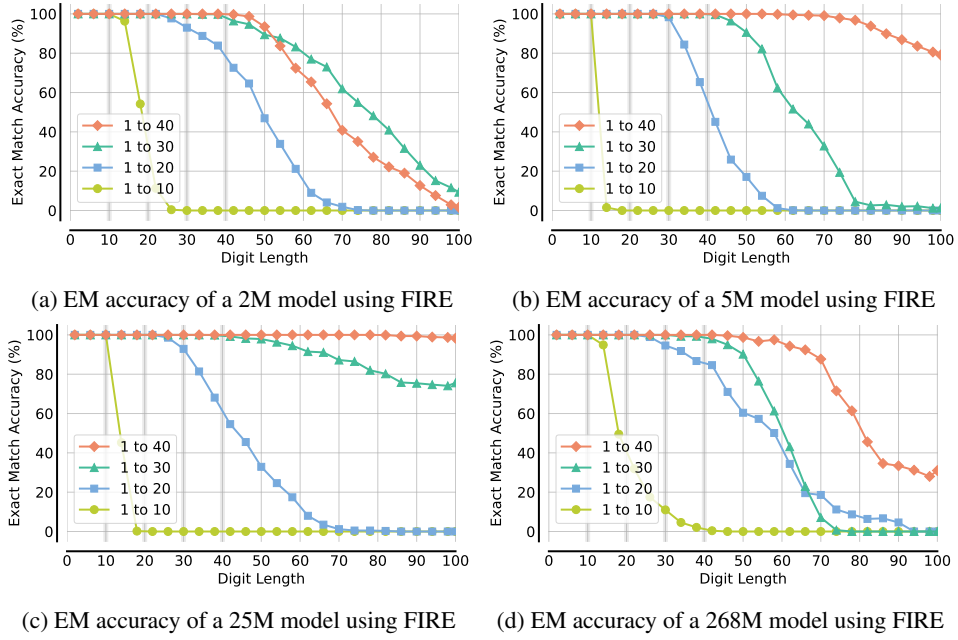 100
80
60
40
20
0
Exact Match Accuracy (%)
1 to 40
1 to 30
1 to 20
1 to 10
0 10 20 30 40 50 60 70 80 90 100
Digit Length
(a) EM accuracy of a 2M model using FIRE
100
80
60
40
20
0
Exact Match Accuracy (%)
1 to 40
1 to 30
1 to 20
1 to 10
0 10 20 30 40 50 60 70 80 90 100
Digit Length
(b) EM accuracy of a 5M model using FIRE
100
80
60
40
20
0
Exact Match Accuracy (%)
1 to 40
1 to 30
1 to 20
1 to 10
0 10 20 30 40 50 60 70 80 90 100
Digit Length
(c) EM accuracy of a 25M model using FIRE
100
80
60
40
20
0
Exact Match Accuracy (%)
1 to 40
1 to 30
1 to 20
1 to 10
0 10 20 30 40 50 60 70 80 90 100
Digit Length
(d) EM accuracy of a 268M model using FIRE